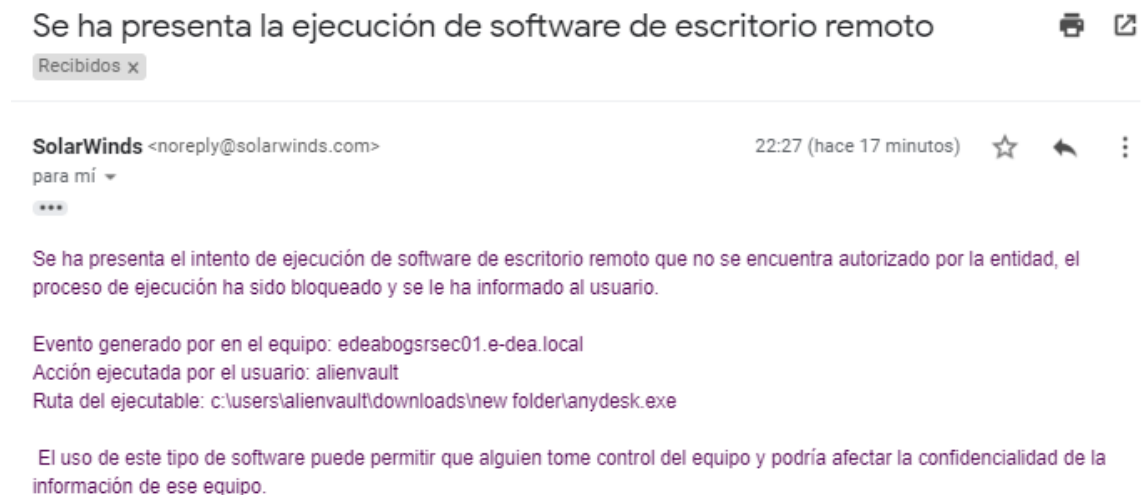 Se ha presenta la ejecución de software de escritorio remoto
Recibidos x
SolarWinds <noreply@solarwinds.com>
22:27 (hace 17 minutos)
para mí
Se ha presenta el intento de ejecución de software de escritorio remoto que no se encuentra autorizado por la entidad, el
proceso de ejecución ha sido bloqueado y se le ha informado al usuario.
Evento generado por en el equipo: edeabogsrsec01.e-dea.local
Acción ejecutada por el usuario: alienvault
Ruta del ejecutable: c:\users\alienvault\downloads\new folder\anydesk.exe
El uso de este tipo de software puede permitir que alguien tome control del equipo y podría afectar la confidencialidad de la
información de ese equipo.